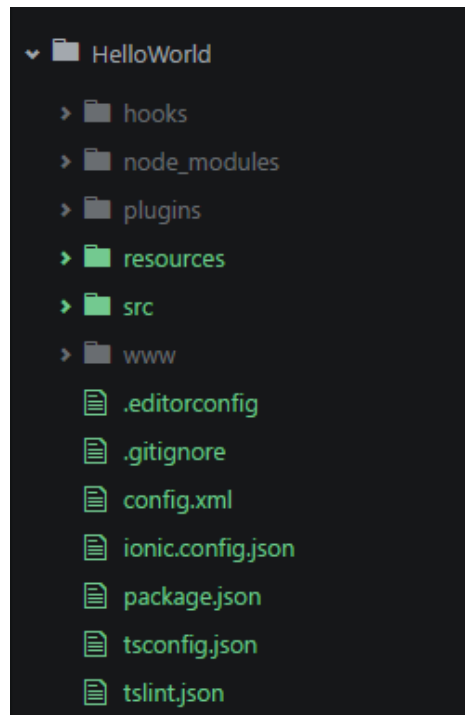 HelloWorld
hooks
node_modules
plugins
resources
src
www
.editorconfig
.gitignore
config.xml
ionic.config.json
package.json
tsconfig.json
tslint.json